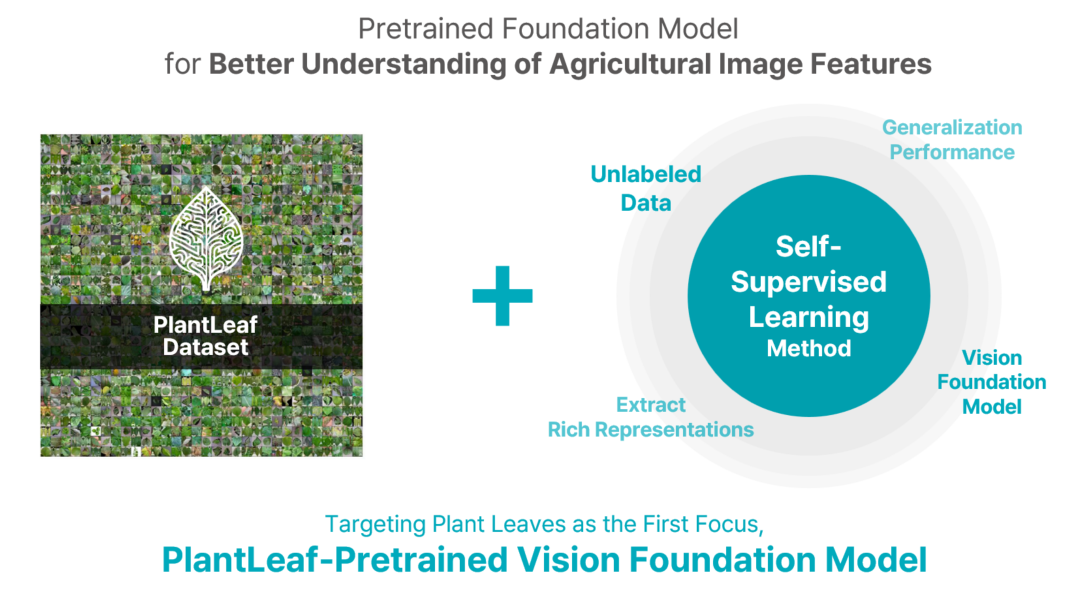 Pretrained Foundation Model
for Better Understanding of Agricultural Image Features
PlantLeaf
Dataset
Unlabeled
Data
Generalization
Performance
Self-
Supervised
Learning
Method
Extract
Rich Representations
Vision
Foundation
Model
Targeting Plant Leaves as the First Focus,
PlantLeaf-Pretrained Vision Foundation Model